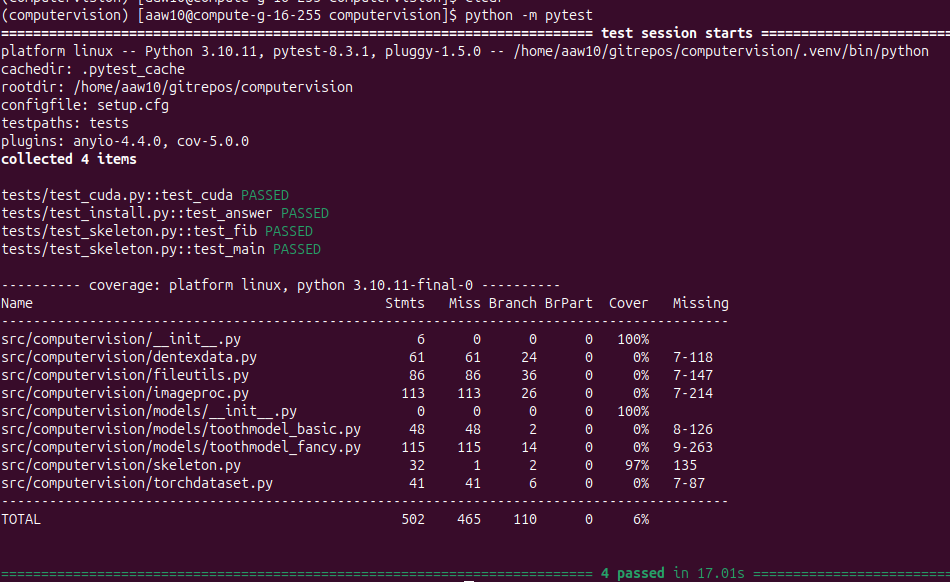 (computervision) [aaw10@compute-g-16-255 computervision]$ python -m pytest
============================ test session starts ============================
platform linux -- Python 3.10.11, pytest-8.3.1, pluggy-1.5.0 -- /home/aaw10/gitrepos/computervision/.venv/bin/python
cachedir: .pytest_cache
rootdir: /home/aaw10/gitrepos/computervision
configfile: setup.cfg
testpaths: tests
plugins: anyio-4.4.0, cov-5.0.0
collected 4 items
tests/test_cuda.py::test_cuda PASSED
tests/test_install.py::test_answer PASSED
tests/test_skeleton.py::test_fib PASSED
tests/test_skeleton.py::test_main PASSED
---------- coverage: platform linux, python 3.10.11-final-0 ----------
Name Stmts Miss Branch BrPart Cover Missing
src/computervision/__init__.py 6 0 0 0 100%
src/computervision/dentexdata.py 61 61 24 0 0% 7-118
src/computervision/fileutils.py 86 86 36 0 0% 7-147
src/computervision/imageproc.py 113 113 26 0 0% 7-214
src/computervision/models/__init__.py 0 0 0 0 100%
src/computervision/models/toothmodel_basic.py 48 48 2 0 0% 8-126
src/computervision/models/toothmodel_fancy.py 115 115 14 0 0% 9-263
src/computervision/skeleton.py 32 1 2 0 97% 135
src/computervision/torchdataset.py 41 41 6 0 0% 7-87
TOTAL 502 465 110 0 6%
============================ 4 passed in 17.01s ============================